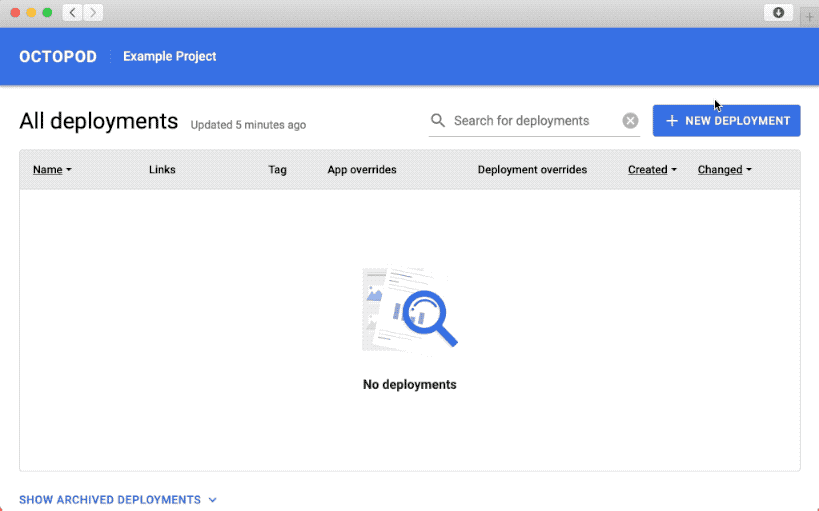 OCTOPOD Example Project
All deployments Updated 5 minutes ago Search for deployments + NEW DEPLOYMENT
Name Links Tag App overrides Deployment overrides Created Changed
No deployments
SHOW ARCHIVED DEPLOYMENTS